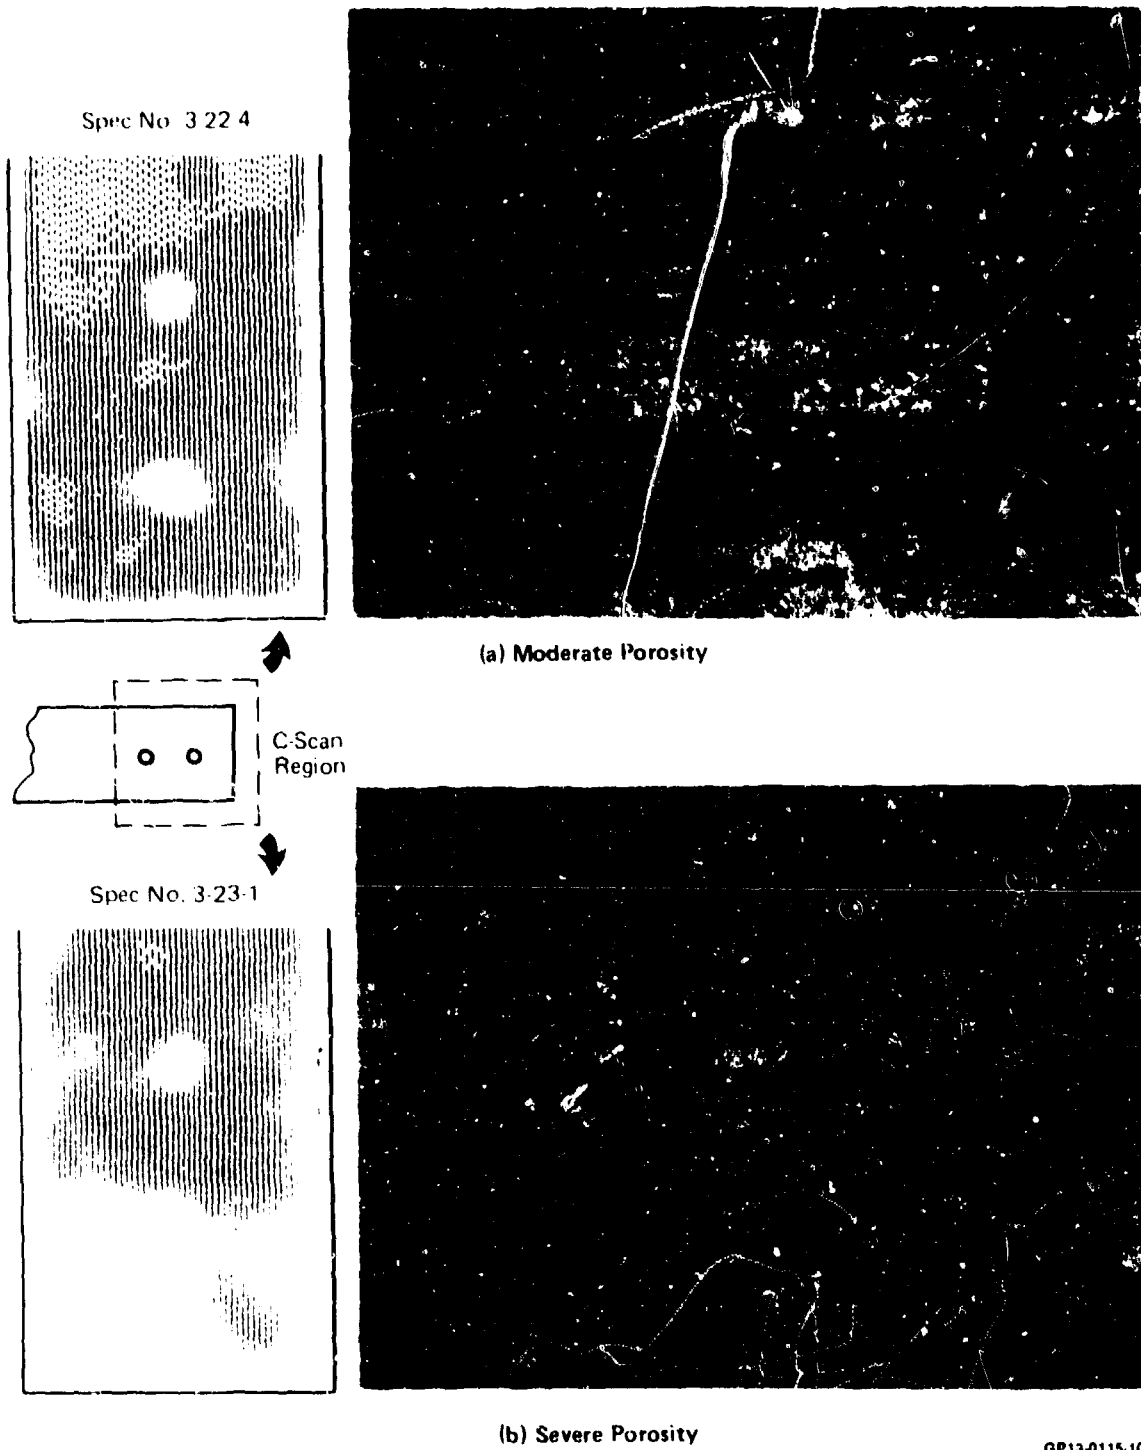 Spec No. 3 22 4
(a) Moderate Porosity
C-Scan
Region
Spec No. 3-23-1
(b) Severe Porosity